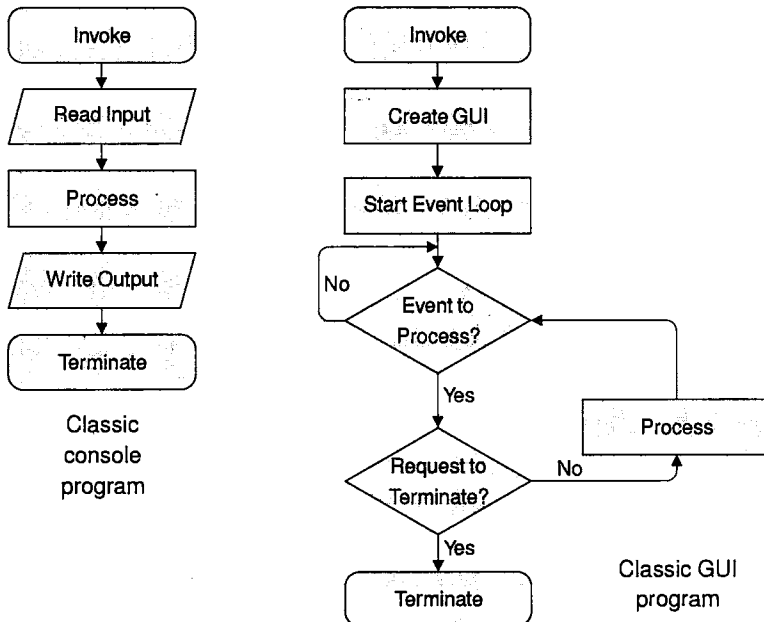 Invoke
Read Input
Process
Write Output
Terminate
Classic
console
program
Invoke
Create GUI
Start Event Loop
No
Event to
Process?
Yes
Process
Request to
Terminate?
No
Yes
Terminate
Classic GUI
program